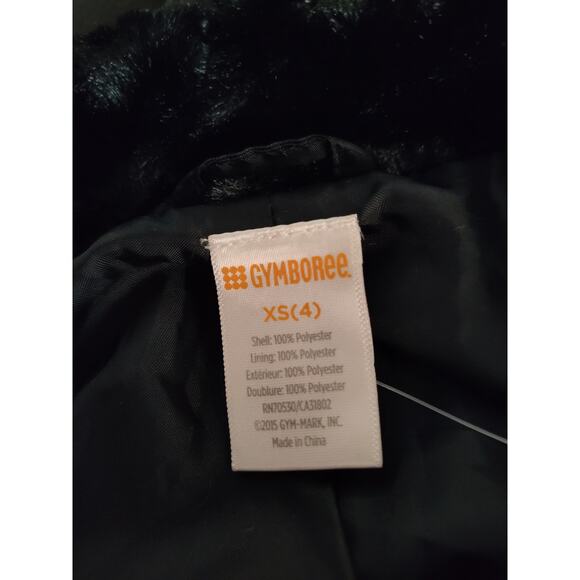 GYMBOREE
XS(4)
Shell: 100% Polyester
Lining: 100% Polyester
Extérieur: 100% Polyester
Doublure: 100% Polyester
RN70530/CA31802
©2015 GYM-MARK, INC.
Made in China